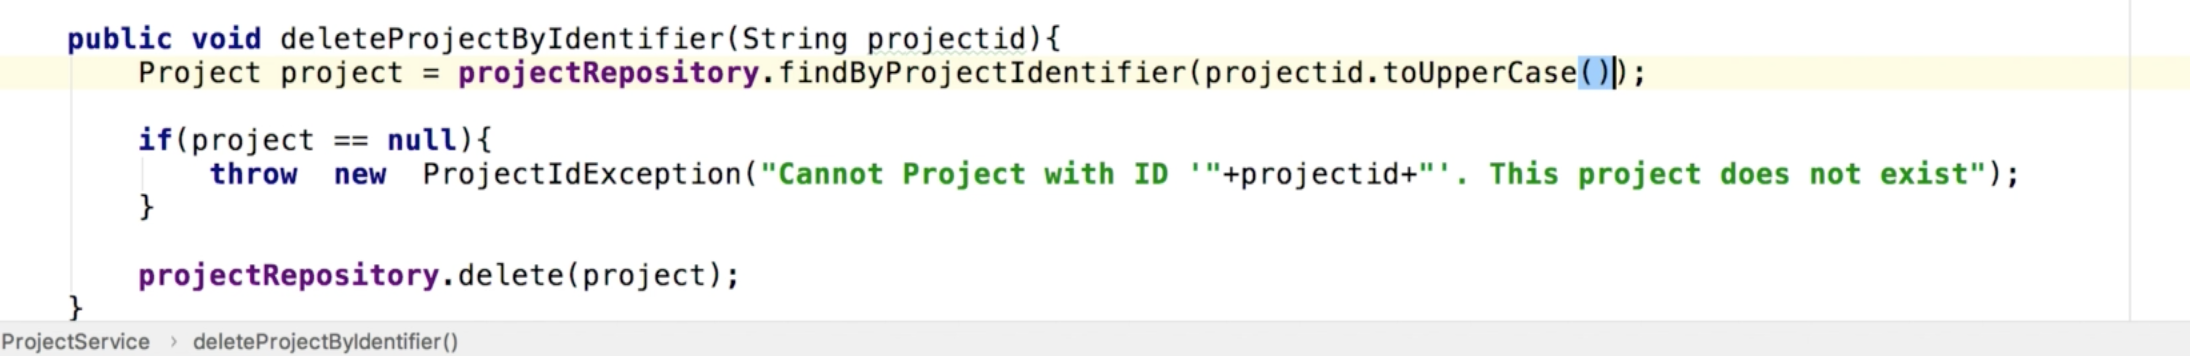 public void deleteProjectByIdentifier(String projectid){
Project project = projectRepository.findByProjectIdentifier(projectid.toUpperCase());
if(project == null){
throw new ProjectIdException("Cannot Project with ID '"+projectid+"'. This project does not exist");
}
projectRepository.delete(project);
}
ProjectService › deleteProjectByIdentifier()